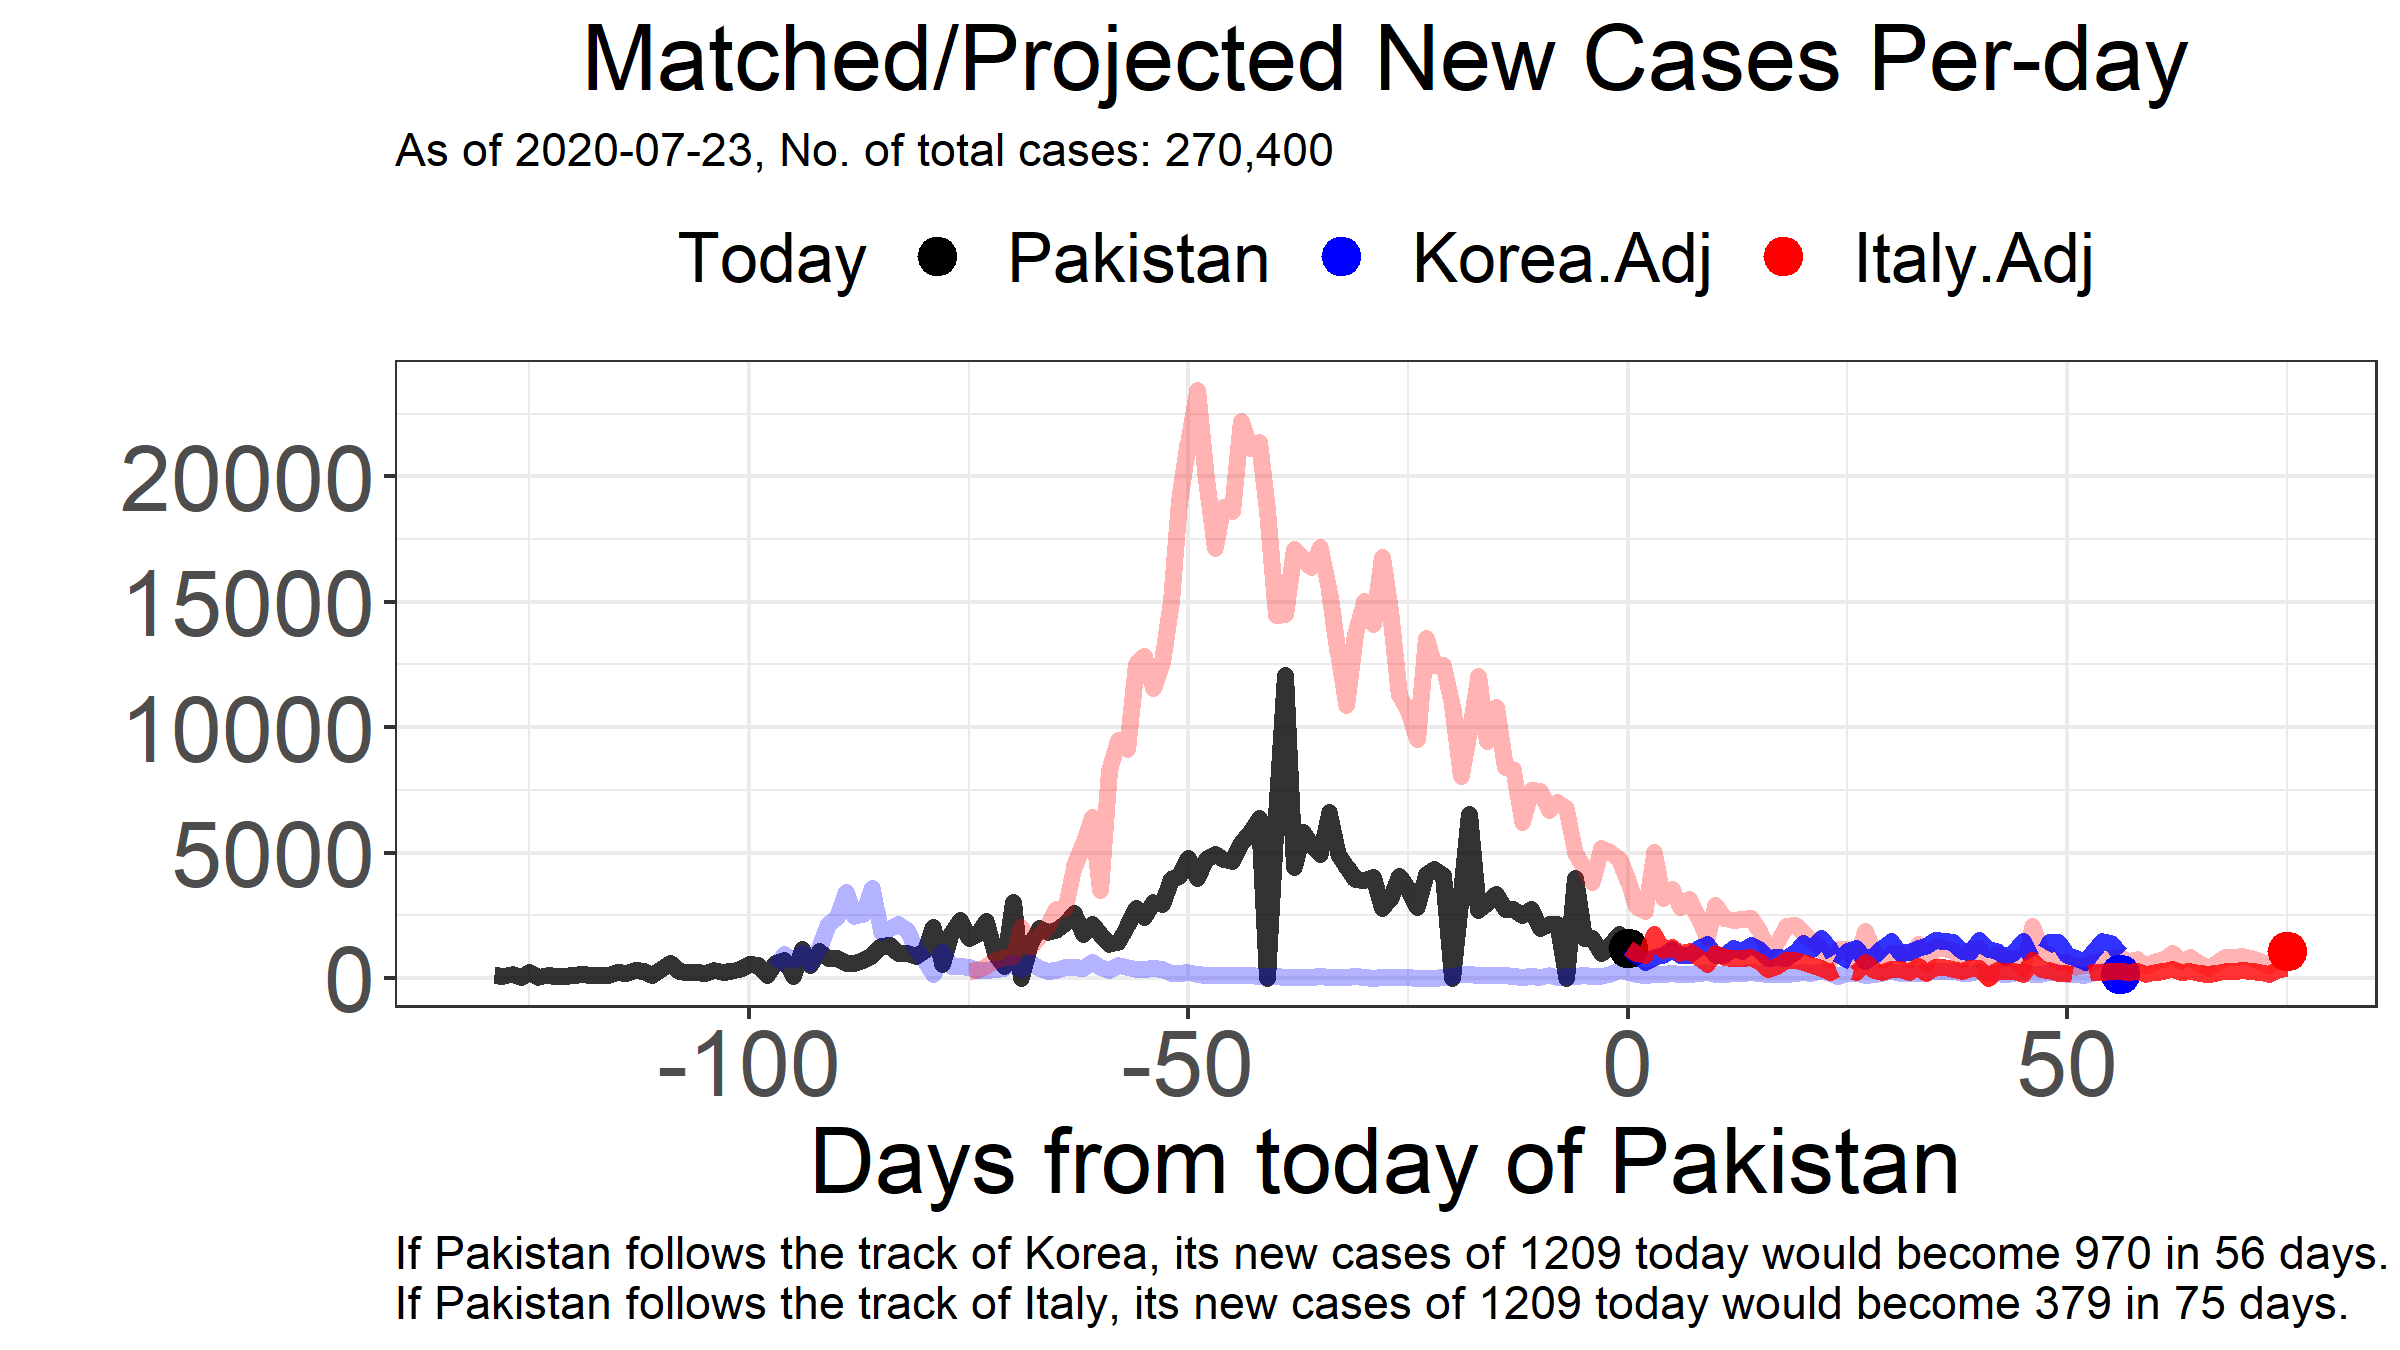 Matched/Projected New Cases Per-day
As of 2020-07-23, No. of total cases: 270,400
Today Pakistan Korea.Adj Italy.Adj
20000
15000
10000
5000
0
-100 -50 0 50
Days from today of Pakistan
If Pakistan follows the track of Korea, its new cases of 1209 today would become 970 in 56 days.
If Pakistan follows the track of Italy, its new cases of 1209 today would become 379 in 75 days.